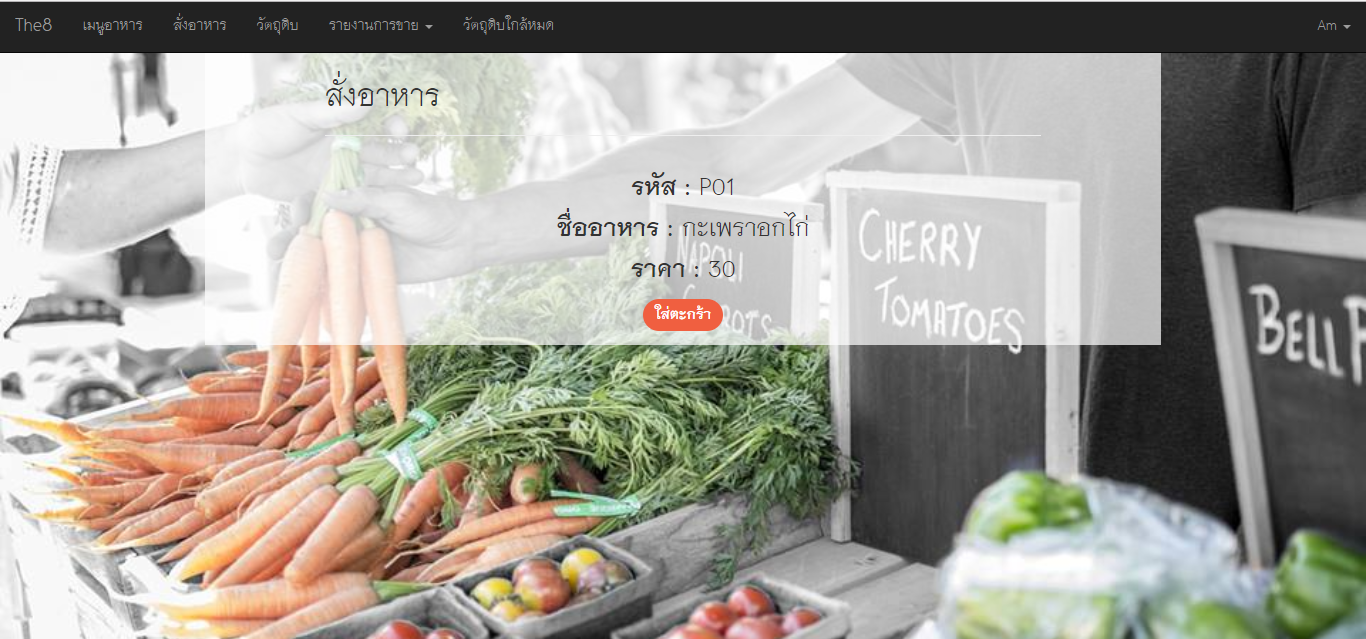 The8 เมนูอาหาร สั่งอาหาร วัตถุดิบ รายงานการขาย วัตถุดิบใกล้หมด Am
สั่งอาหาร
รหัส : P01
ชื่ออาหาร : กะเพราอกไก่
ราคา : 30
ใส่ตะกร้า
NAPOLI
CHERRY
TOMATOES
BELL